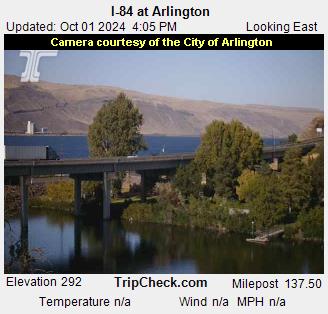 I-84 at Arlington
Updated: Oct 01 2024 4:05 PM Looking East
Camera courtesy of the City of Arlington
Elevation 292 TripCheck.com Milepost 137.50
Temperature n/a Wind n/a MPH n/a